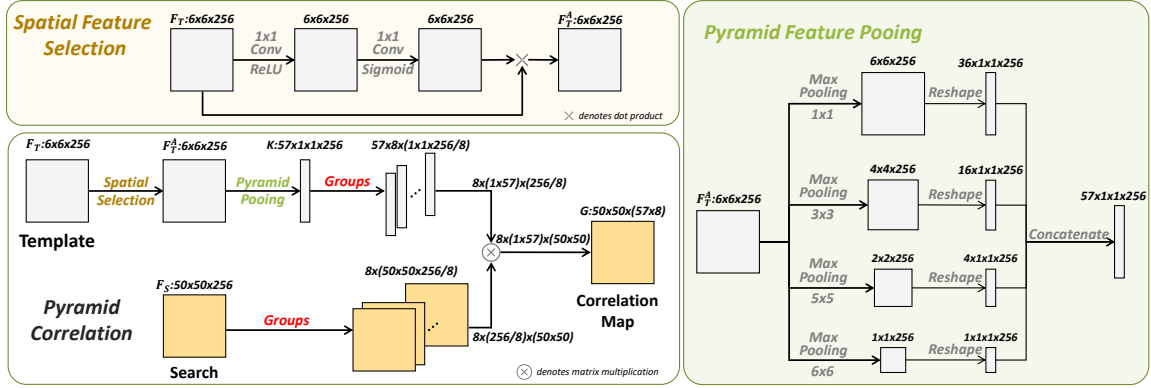 Spatial Feature
Selection
F_T:6x6x256
1x1
Conv
ReLU
6x6x256
1x1
Conv
Sigmoid
6x6x256
F_T^A:6x6x256
× denotes dot product
F_T:6x6x256
Spatial
Selection
F_T^A:6x6x256
Pyramid
Pooing
K:57x1x1x256
Groups
57x8x(1x1x256/8)
8x(1x57)x(256/8)
Template
8x(1x57)x(50x50)
G:50x50x(57x8)
Correlation
Map
Pyramid
Correlation
F_S:50x50x256
Groups
8x(50x50x256/8)
8x(256/8)x(50x50)
Search
⊗ denotes matrix multiplication
Pyramid Feature Pooing
F_T^A:6x6x256
Max
Pooling
1x1
6x6x256
Reshape
36x1x1x256
Max
Pooling
3x3
4x4x256
Reshape
16x1x1x256
Max
Pooling
5x5
2x2x256
Reshape
4x1x1x256
Max
Pooling
6x6
1x1x256
Reshape
1x1x1x256
Concatenate
57x1x1x256